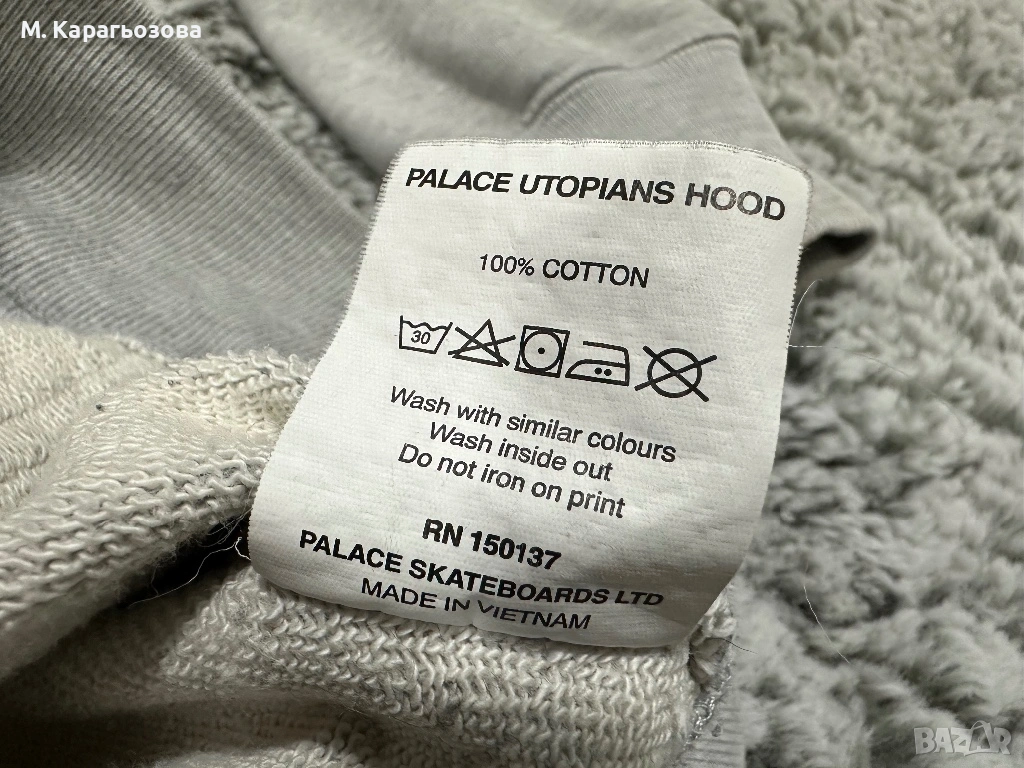 М. Карагьозова
PALACE UTOPIANS HOOD
100% COTTON
30
Wash with similar colours
Wash inside out
Do not iron on print
RN 150137
PALACE SKATEBOARDS LTD
MADE IN VIETNAM
BAZAR